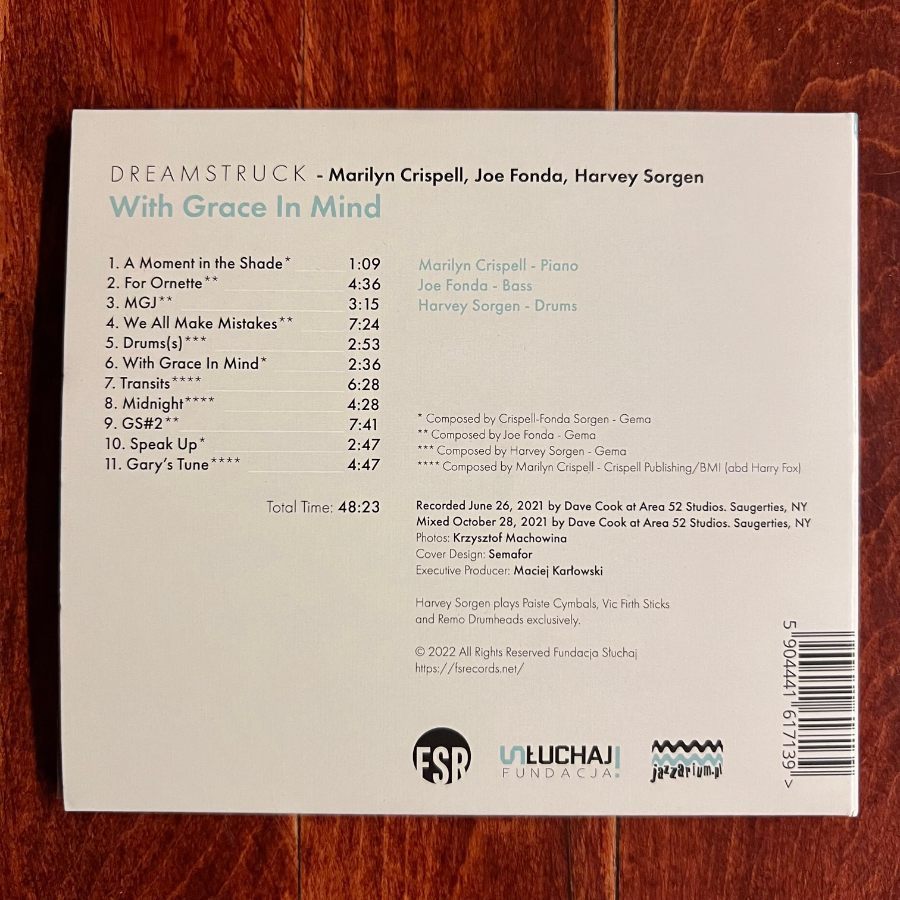 DREAMSTRUCK - Marilyn Crispell, Joe Fonda, Harvey Sorgen
With Grace In Mind
1. A Moment in the Shade* 1:09
2. For Ornette** 4:36
3. MGJ** 3:15
4. We All Make Mistakes** 7:24
5. Drums(s)*** 2:53
6. With Grace In Mind* 2:36
7. Transits**** 6:28
8. Midnight**** 4:28
9. GS#2** 7:41
10. Speak Up* 2:47
11. Gary's Tune**** 4:47
Total Time: 48:23
Marilyn Crispell - Piano
Joe Fonda - Bass
Harvey Sorgen - Drums
* Composed by Crispell-Fonda Sorgen - Gema
** Composed by Joe Fonda - Gema
*** Composed by Harvey Sorgen - Gema
**** Composed by Marilyn Crispell - Crispell Publishing/BMI (abd Harry Fox)
Recorded June 26, 2021 by Dave Cook at Area 52 Studios. Saugerties, NY
Mixed October 28, 2021 by Dave Cook at Area 52 Studios. Saugerties, NY
Photos: Krzysztof Machowina
Cover Design: Semafor
Executive Producer: Maciej Karłowski
Harvey Sorgen plays Paiste Cymbals, Vic Firth Sticks
and Remo Drumheads exclusively.
© 2022 All Rights Reserved Fundacja Słuchaj
https://fsrecords.net/
FSR
SŁUCHAJ!
FUNDACJA
jazzarium.pl
5 904441 617139 >